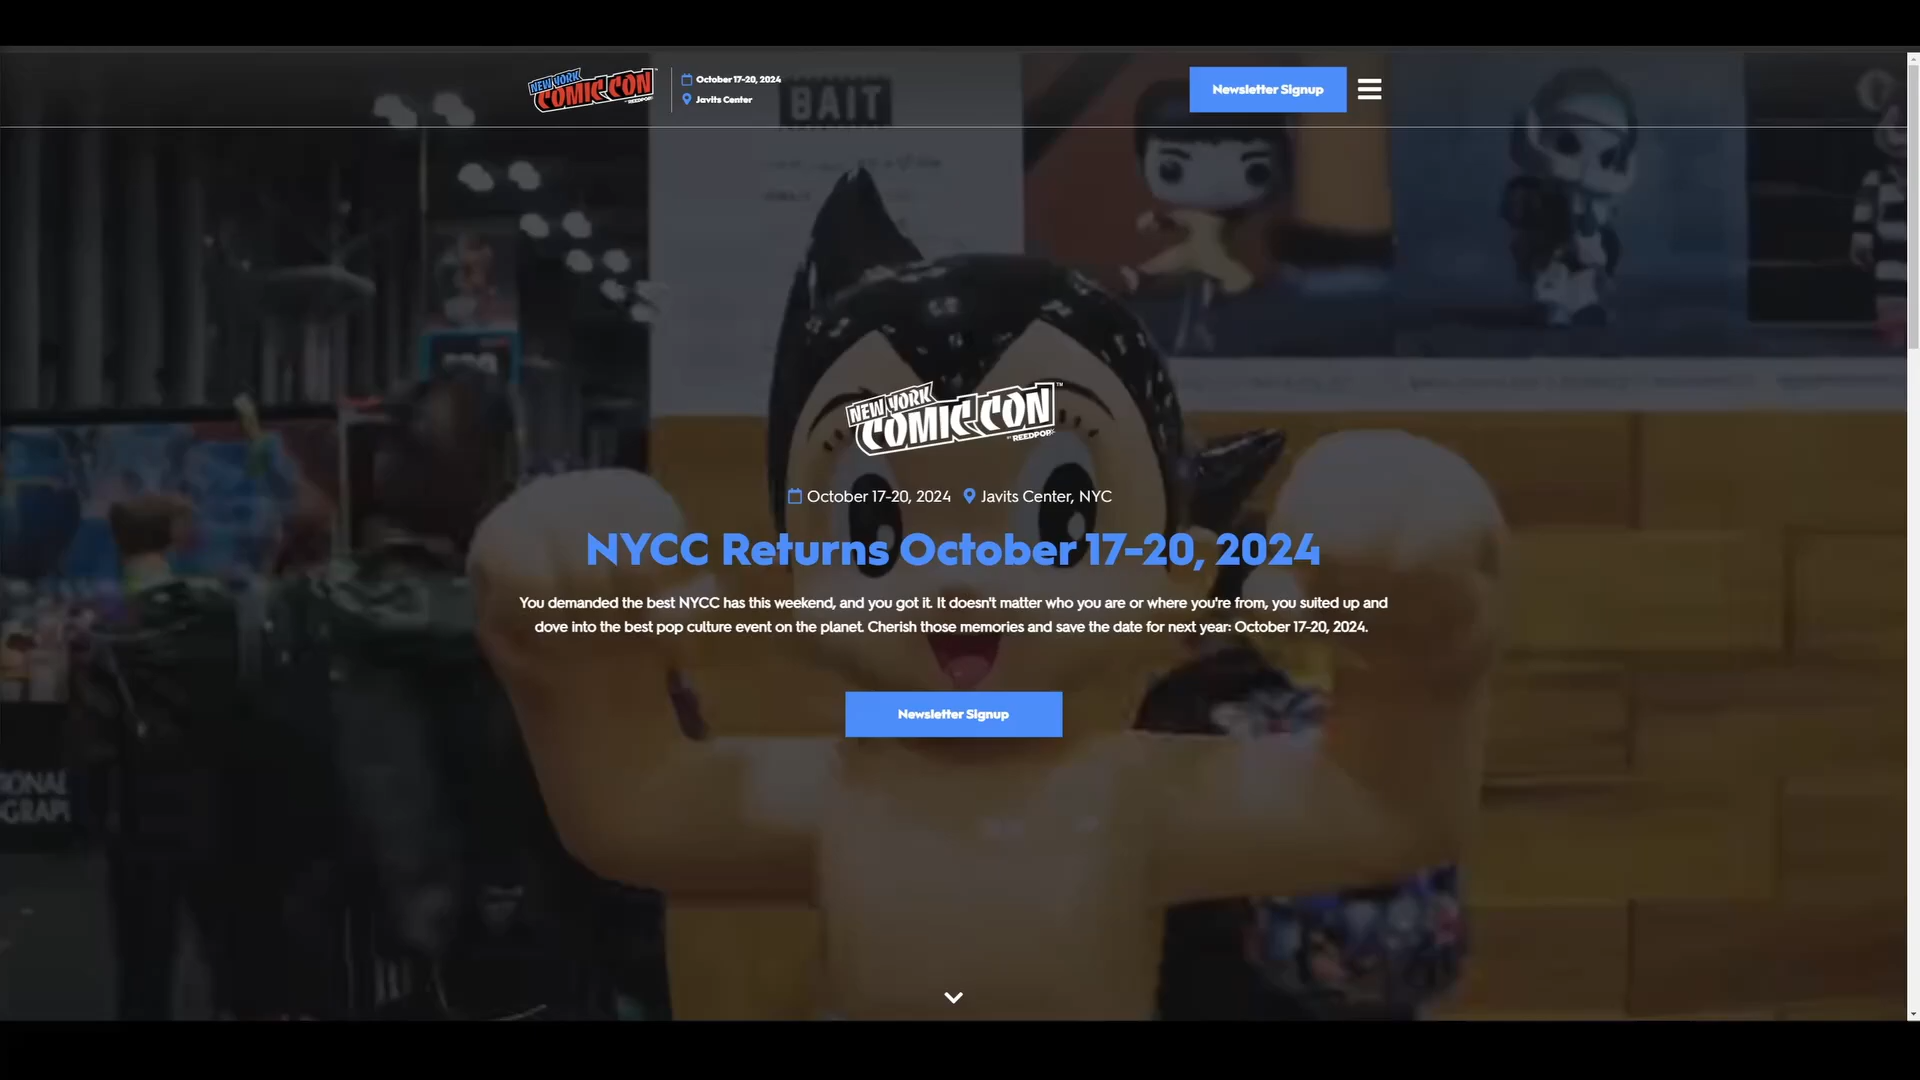 NEW YORK
COMIC CON
BY REEDPOP
October 17-20, 2024
Javits Center
BAIT
Newsletter Signup
NEW YORK
COMIC CON™
BY REEDPOP
October 17-20, 2024
Javits Center, NYC
NYCC Returns October 17-20, 2024
You demanded the best NYCC has this weekend, and you got it. It doesn't matter who you are or where you're from, you suited up and
dove into the best pop culture event on the planet. Cherish those memories and save the date for next year: October 17-20, 2024.
Newsletter Signup